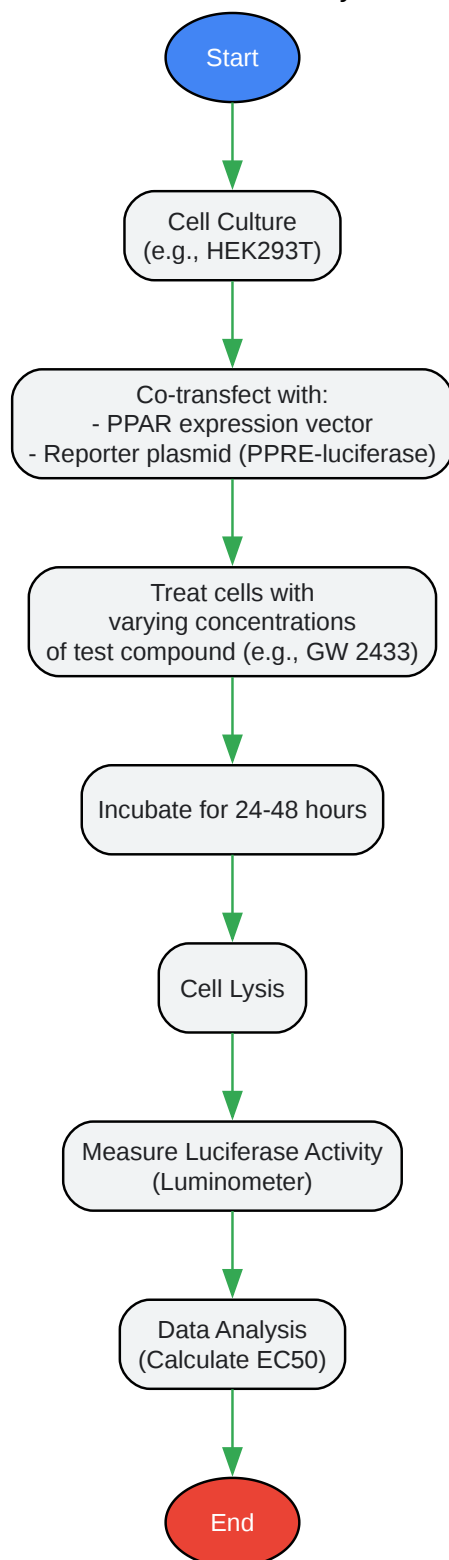 Start
Cell Culture
(e.g., HEK293T)
Co-transfect with:
- PPAR expression vector
- Reporter plasmid (PPRE-luciferase)
Treat cells with
varying concentrations
of test compound (e.g., GW 2433)
Incubate for 24-48 hours
Cell Lysis
Measure Luciferase Activity
(Luminometer)
Data Analysis
(Calculate EC50)
End